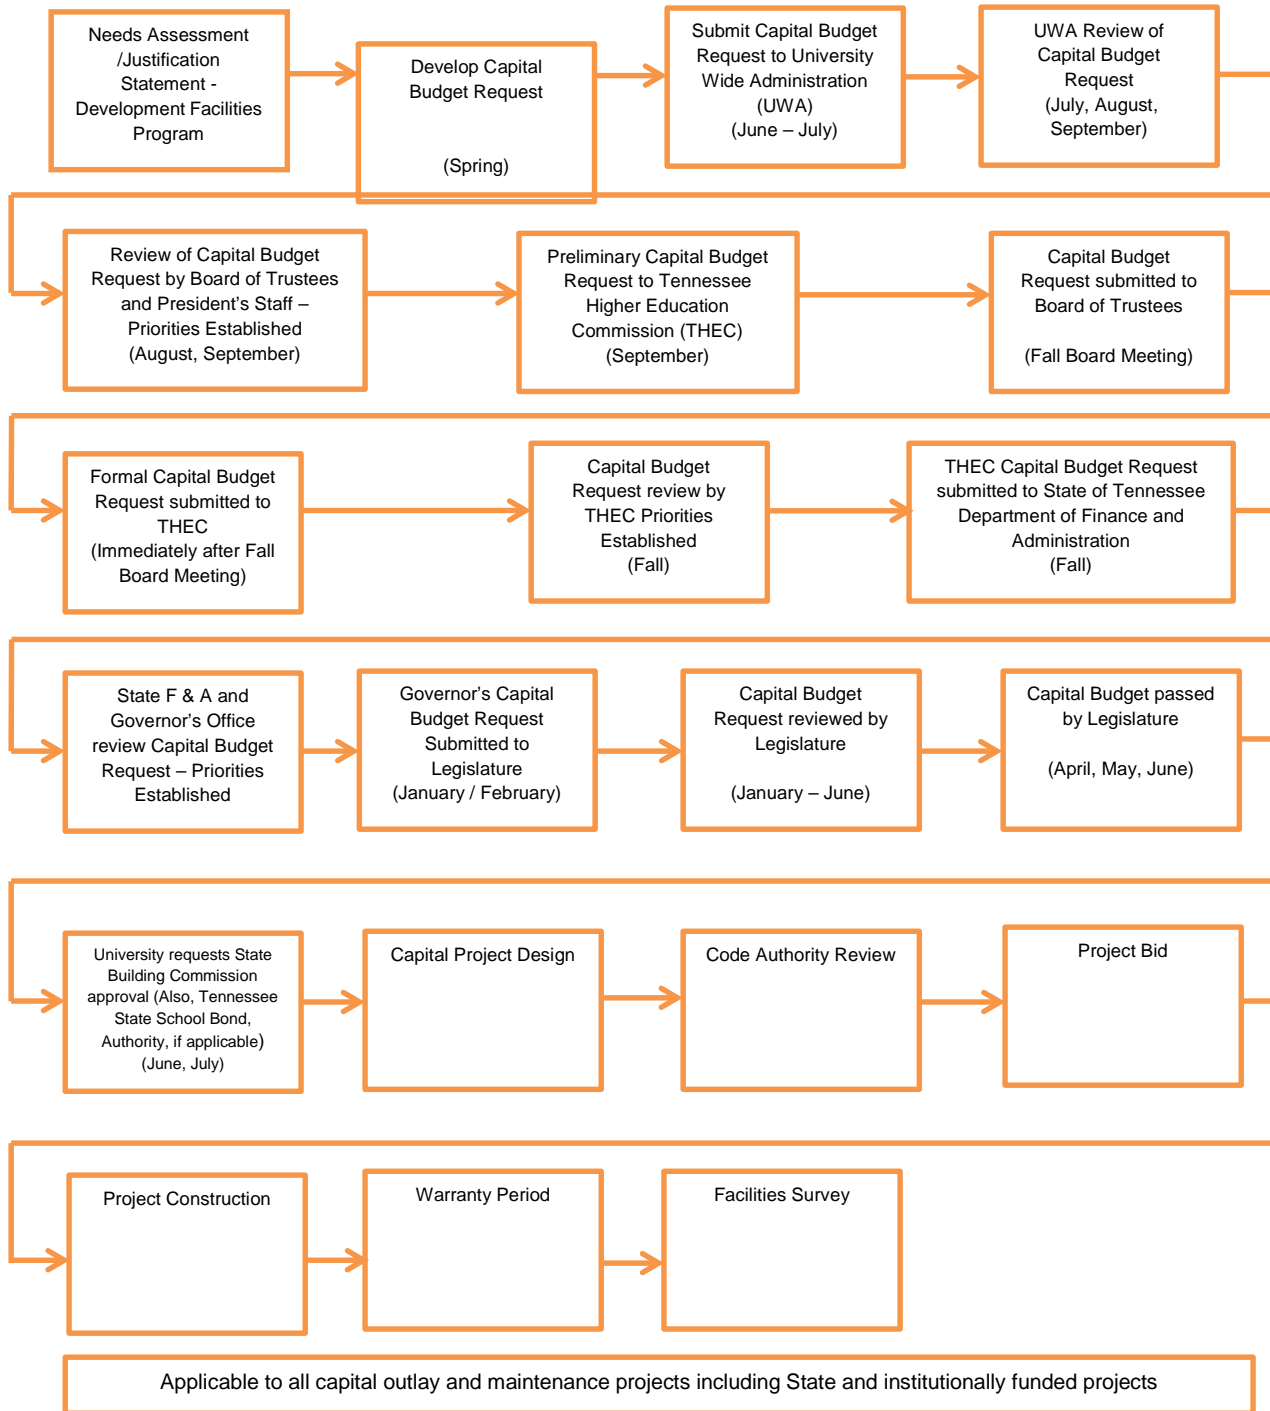 Needs Assessment
/Justification
Statement -
Development Facilities
Program
Develop Capital
Budget Request
(Spring)
Submit Capital Budget
Request to University
Wide Administration
(UWA)
(June – July)
UWA Review of
Capital Budget
Request
(July, August,
September)
Review of Capital Budget
Request by Board of Trustees
and President’s Staff –
Priorities Established
(August, September)
Preliminary Capital Budget
Request to Tennessee
Higher Education
Commission (THEC)
(September)
Capital Budget
Request submitted to
Board of Trustees
(Fall Board Meeting)
Formal Capital Budget
Request submitted to
THEC
(Immediately after Fall
Board Meeting)
Capital Budget
Request review by
THEC Priorities
Established
(Fall)
THEC Capital Budget Request
submitted to State of Tennessee
Department of Finance and
Administration
(Fall)
State F & A and
Governor’s Office
review Capital Budget
Request – Priorities
Established
Governor’s Capital
Budget Request
Submitted to
Legislature
(January / February)
Capital Budget
Request reviewed by
Legislature
(January – June)
Capital Budget passed
by Legislature
(April, May, June)
University requests State
Building Commission
approval (Also, Tennessee
State School Bond,
Authority, if applicable)
(June, July)
Capital Project Design
Code Authority Review
Project Bid
Project Construction
Warranty Period
Facilities Survey
Applicable to all capital outlay and maintenance projects including State and institutionally funded projects